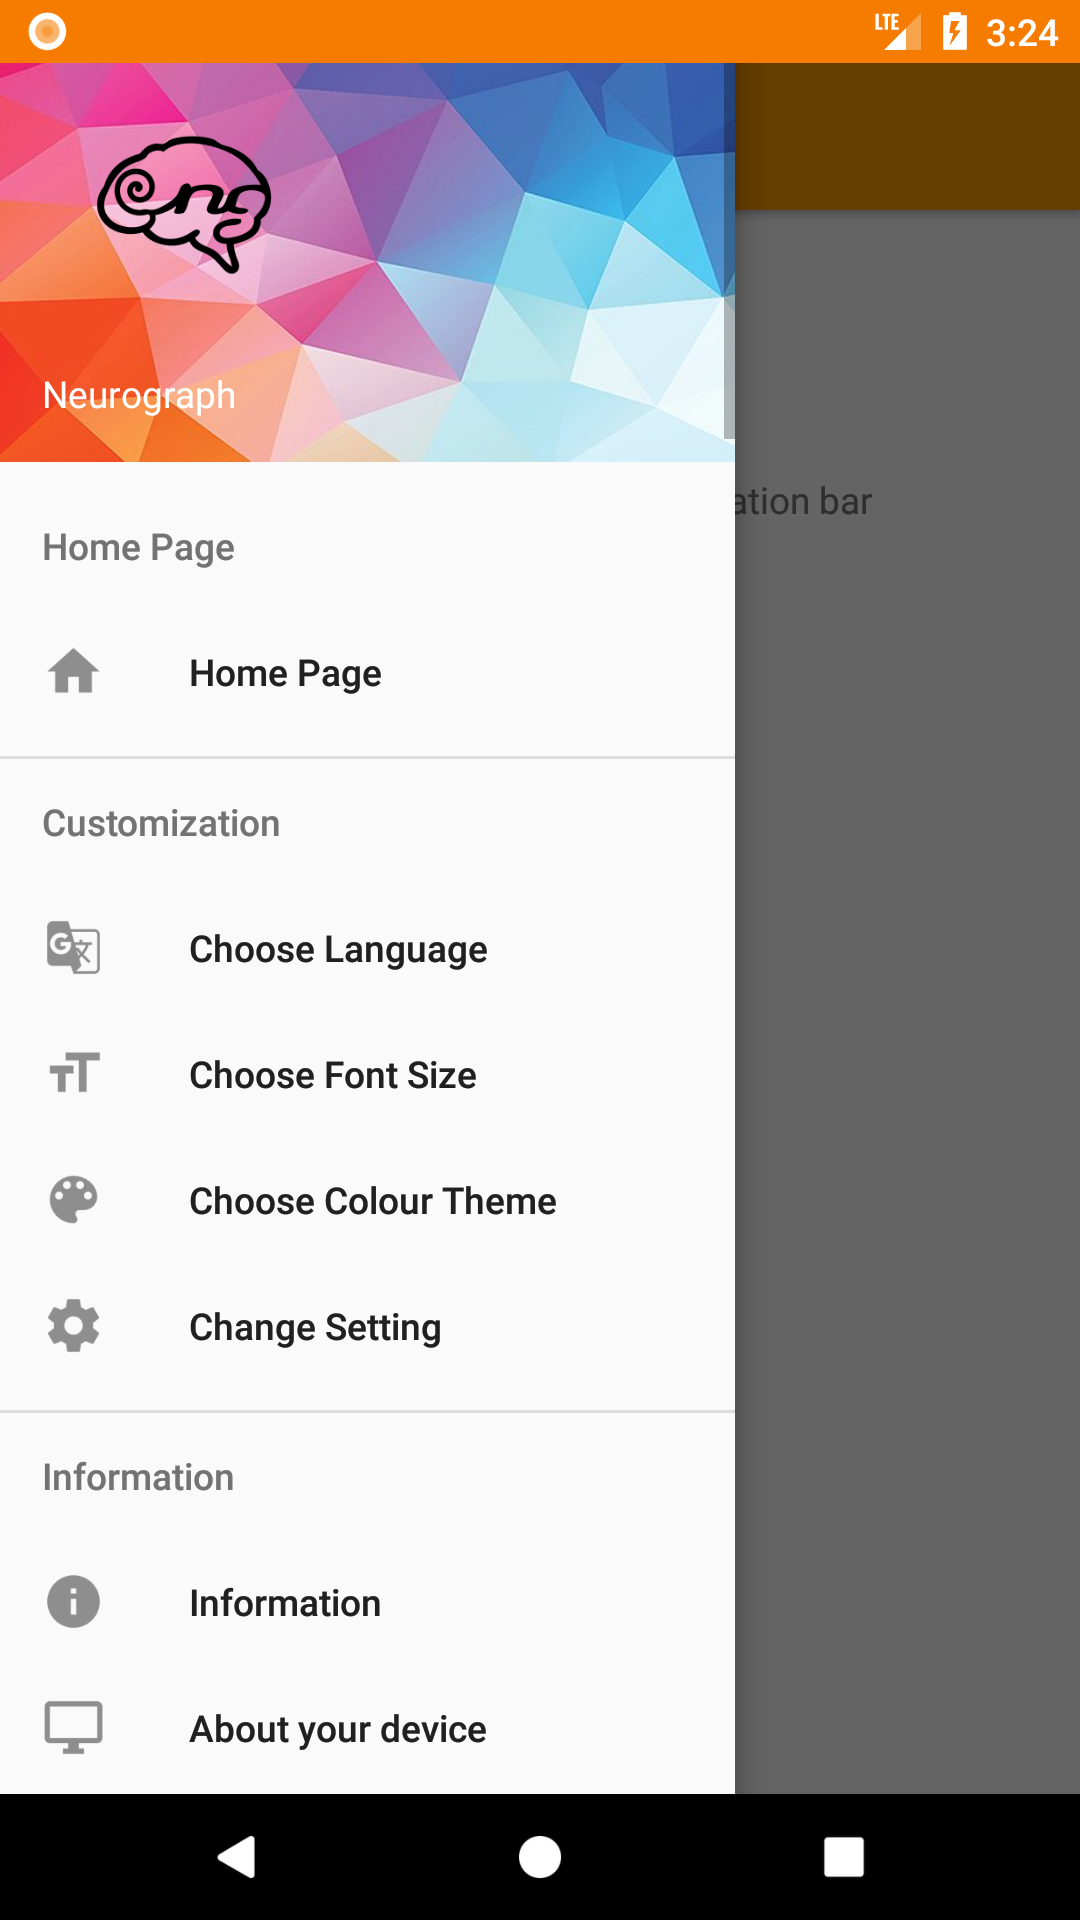 LTE 3:24
Neurograph
ation bar
Home Page
Home Page
Customization
Choose Language
Choose Font Size
Choose Colour Theme
Change Setting
Information
Information
About your device